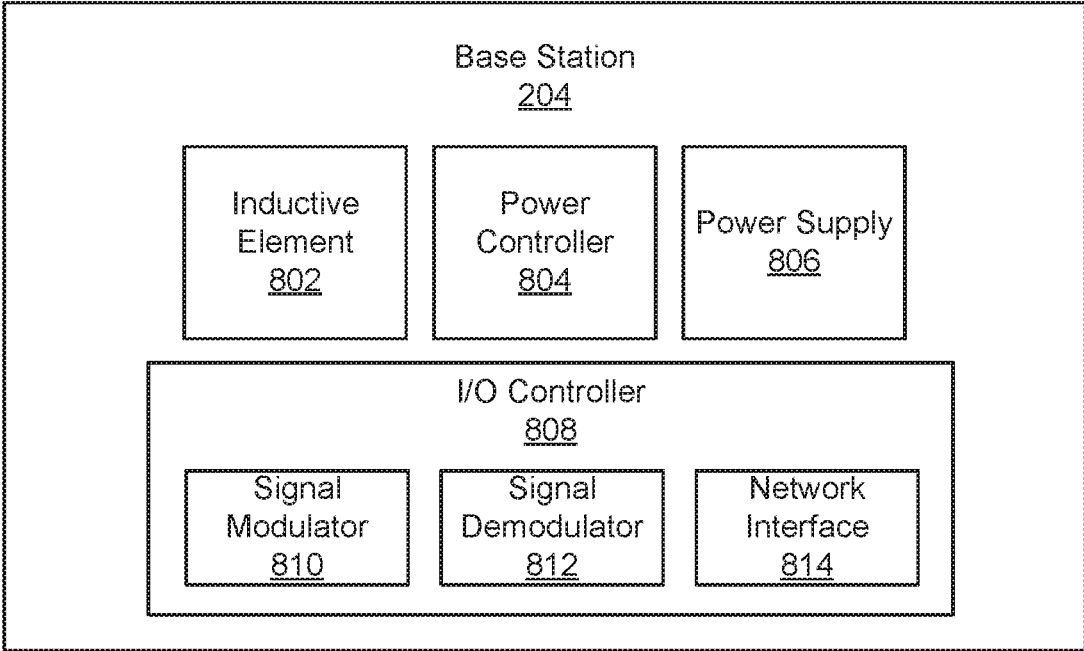 Base Station
204
Inductive
Element
802
Power
Controller
804
Power Supply
806
I/O Controller
808
Signal
Modulator
810
Signal
Demodulator
812
Network
Interface
814